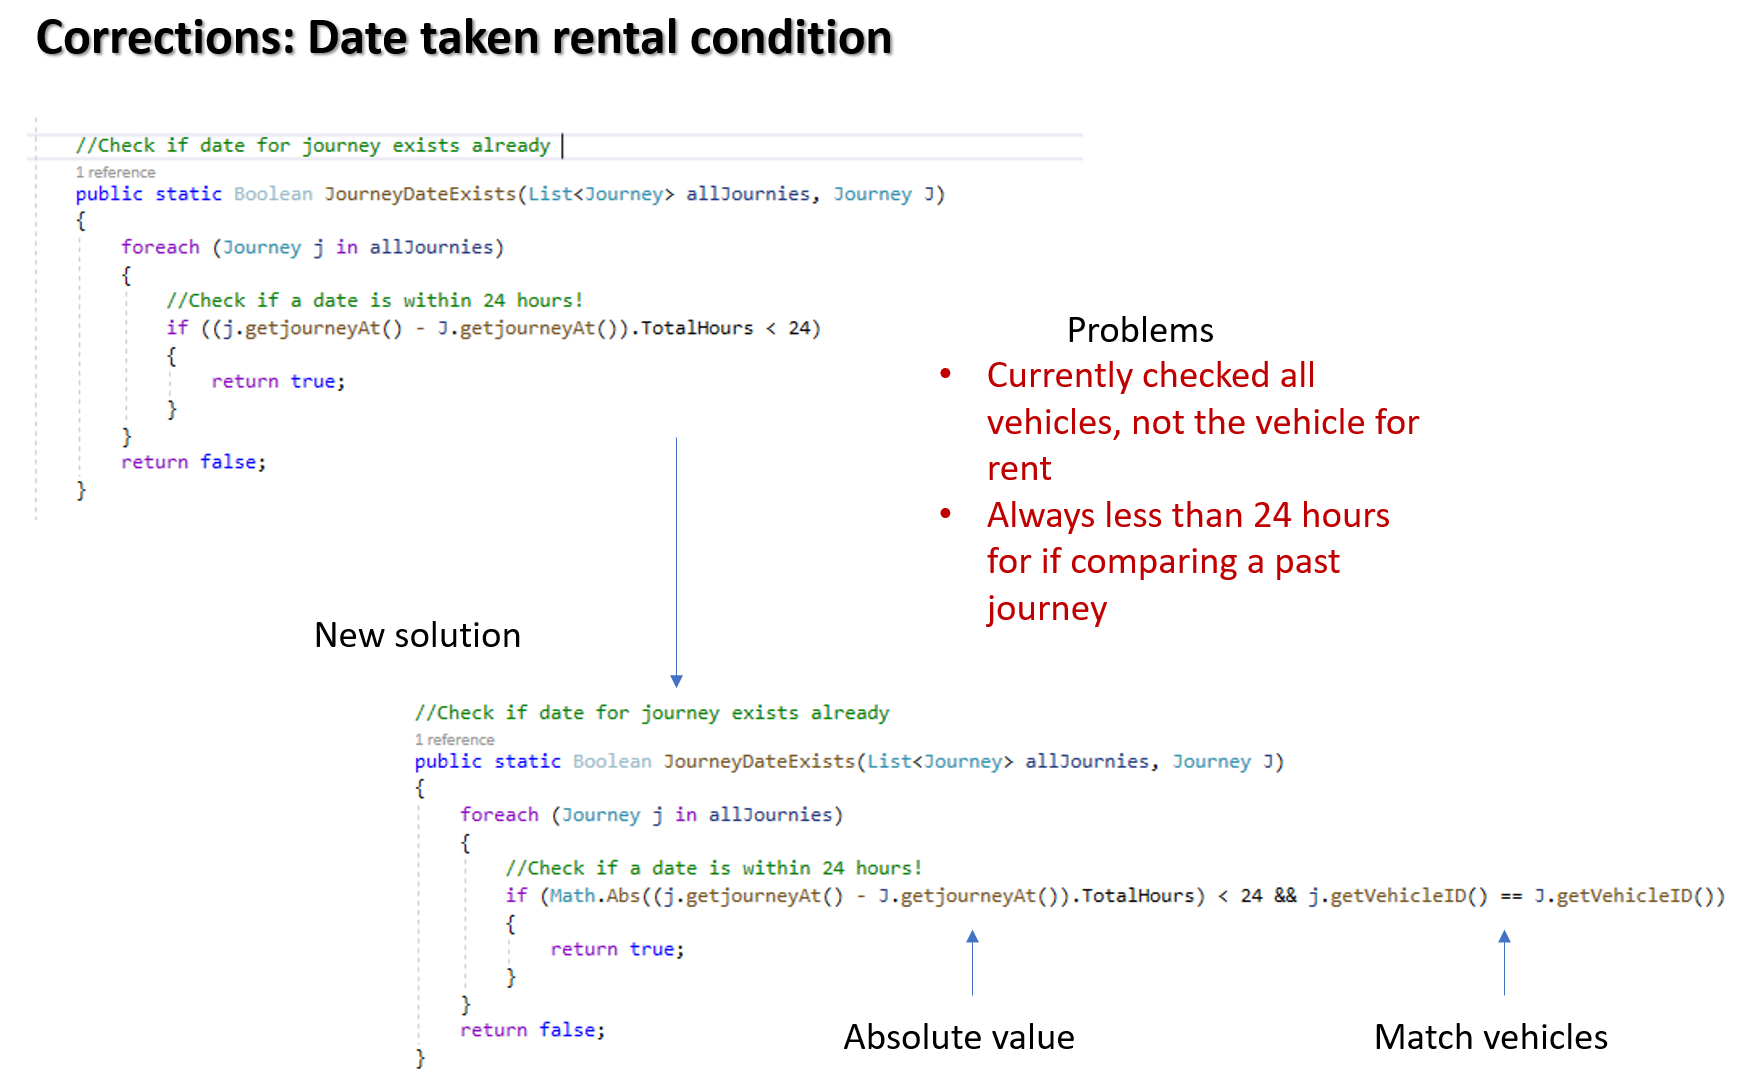 Corrections: Date taken rental condition
//Check if date for journey exists already
1 reference
public static Boolean JourneyDateExists(List<Journey> allJournies, Journey J)
{
foreach (Journey j in allJournies)
{
//Check if a date is within 24 hours!
if ((j.getjourneyAt() - J.getjourneyAt()).TotalHours < 24)
{
return true;
}
}
return false;
}
Problems
• Currently checked all
vehicles, not the vehicle for
rent
• Always less than 24 hours
for if comparing a past
journey
New solution
//Check if date for journey exists already
1 reference
public static Boolean JourneyDateExists(List<Journey> allJournies, Journey J)
{
foreach (Journey j in allJournies)
{
//Check if a date is within 24 hours!
if (Math.Abs((j.getjourneyAt() - J.getjourneyAt()).TotalHours) < 24 && j.getVehicleID() == J.getVehicleID())
{
return true;
}
}
return false;
}
Absolute value
Match vehicles